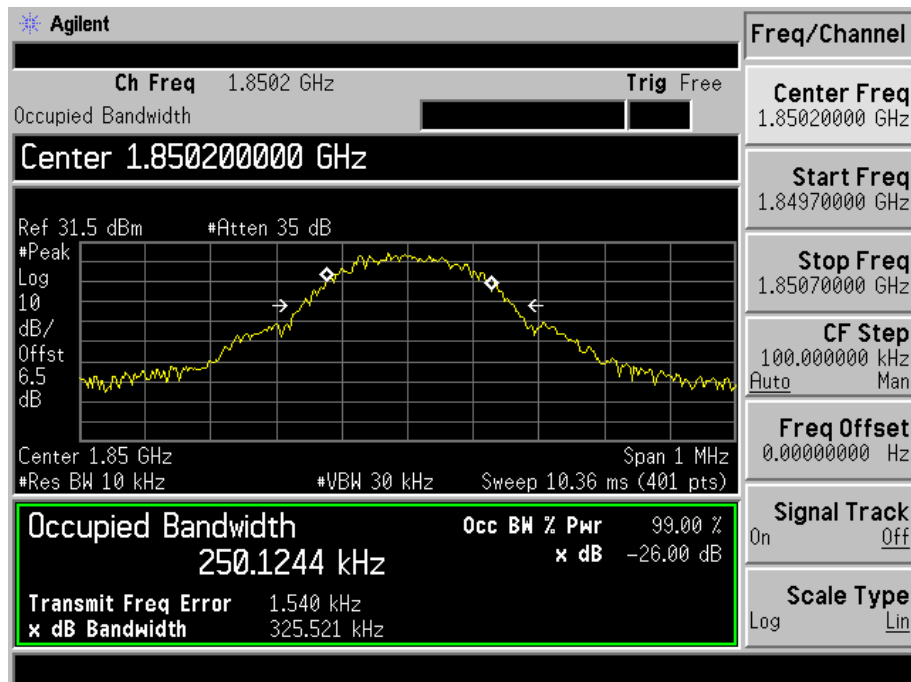 Agilent
Freq/Channel
Ch Freq 1.8502 GHz Trig Free
Occupied Bandwidth
Center 1.850200000 GHz
Ref 31.5 dBm #Atten 35 dB
#Peak
Log
10
dB/
Offst
6.5
dB
Center 1.85 GHz Span 1 MHz
#Res BW 10 kHz #VBW 30 kHz Sweep 10.36 ms (401 pts)
Occupied Bandwidth Occ BW % Pwr 99.00 %
250.1244 kHz x dB -26.00 dB
Transmit Freq Error 1.540 kHz
x dB Bandwidth 325.521 kHz
Center Freq
1.85020000 GHz
Start Freq
1.84970000 GHz
Stop Freq
1.85070000 GHz
CF Step
100.000000 kHz
Auto Man
Freq Offset
0.00000000 Hz
Signal Track
On Off
Scale Type
Log Lin